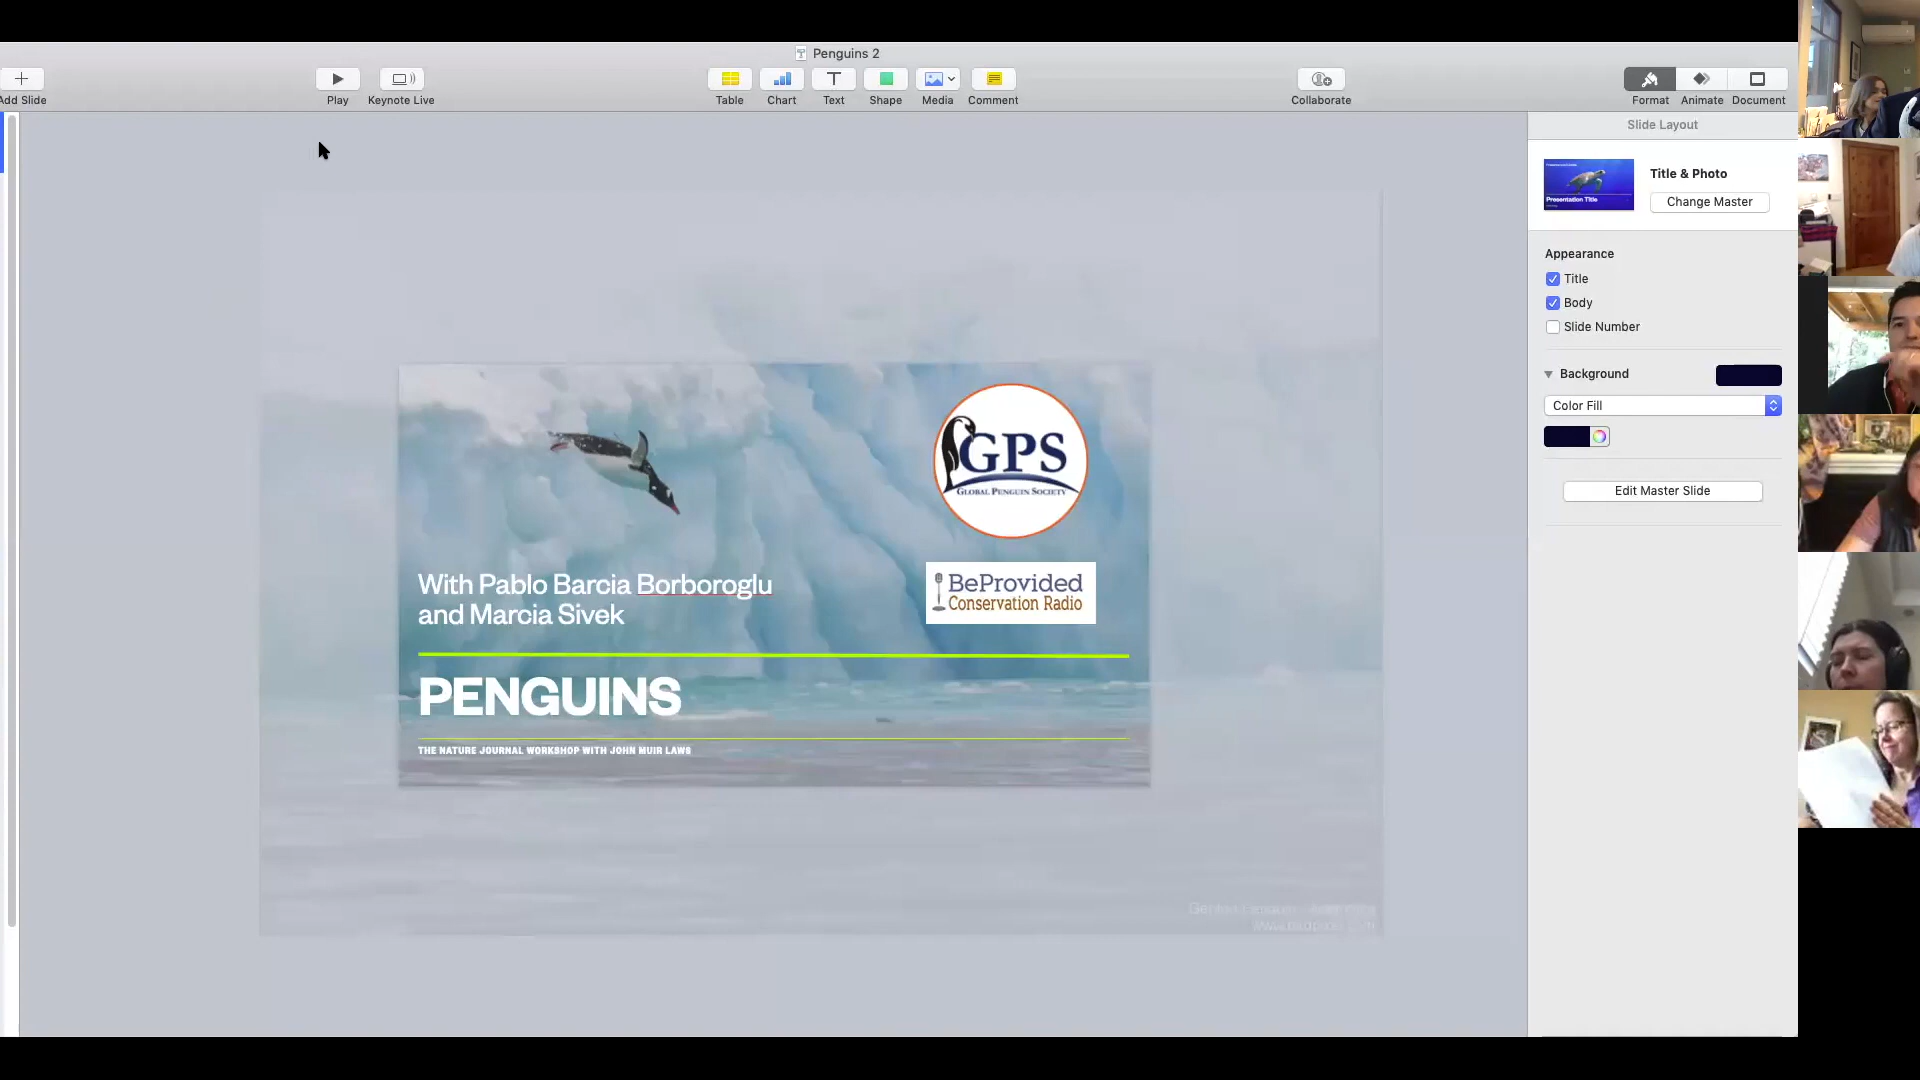 Penguins 2
Add Slide
Play
Keynote Live
Table
Chart
Text
Shape
Media
Comment
Collaborate
Format
Animate
Document
Slide Layout
Presentation Title
Title & Photo
Change Master
Appearance
Title
Body
Slide Number
Background
Color Fill
Edit Master Slide
GPS
GLOBAL PENGUIN SOCIETY
With Pablo Barcia Borboroglu
and Marcia Sivek
BeProvided
Conservation Radio
PENGUINS
THE NATURE JOURNAL WORKSHOP WITH JOHN MUIR LAWS